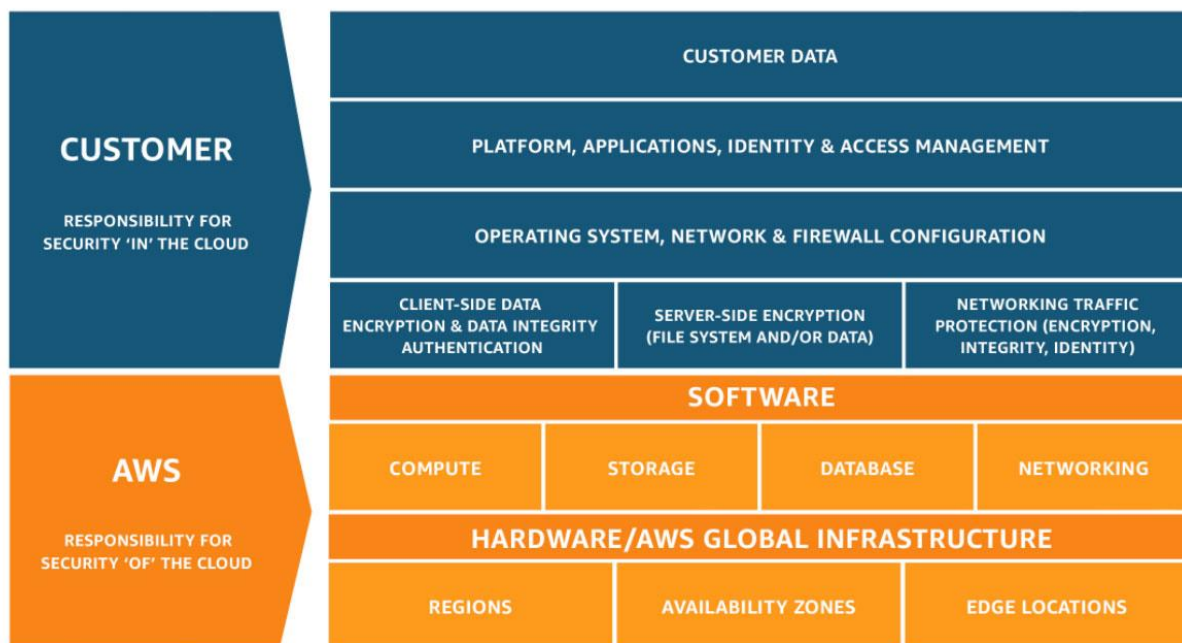 CUSTOMER
RESPONSIBILITY FOR
SECURITY ‘IN’ THE CLOUD
CUSTOMER DATA
PLATFORM, APPLICATIONS, IDENTITY & ACCESS MANAGEMENT
OPERATING SYSTEM, NETWORK & FIREWALL CONFIGURATION
CLIENT-SIDE DATA
ENCRYPTION & DATA INTEGRITY
AUTHENTICATION
SERVER-SIDE ENCRYPTION
(FILE SYSTEM AND/OR DATA)
NETWORKING TRAFFIC
PROTECTION (ENCRYPTION,
INTEGRITY, IDENTITY)
AWS
RESPONSIBILITY FOR
SECURITY ‘OF’ THE CLOUD
SOFTWARE
COMPUTE
STORAGE
DATABASE
NETWORKING
HARDWARE/AWS GLOBAL INFRASTRUCTURE
REGIONS
AVAILABILITY ZONES
EDGE LOCATIONS